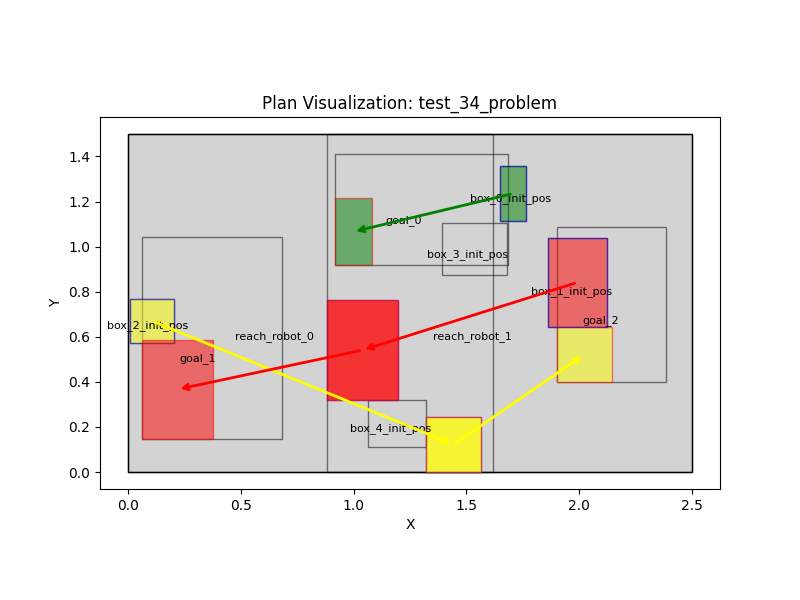 Plan Visualization: test_34_problem
Y
1.4
1.2
1.0
0.8
0.6
0.4
0.2
0.0
box_0_init_pos
goal_0
box_3_init_pos
box_1_init_pos
goal_2
box_2_init_pos
reach_robot_0
reach_robot_1
goal_1
box_4_init_pos
0.0 0.5 1.0 1.5 2.0 2.5
X